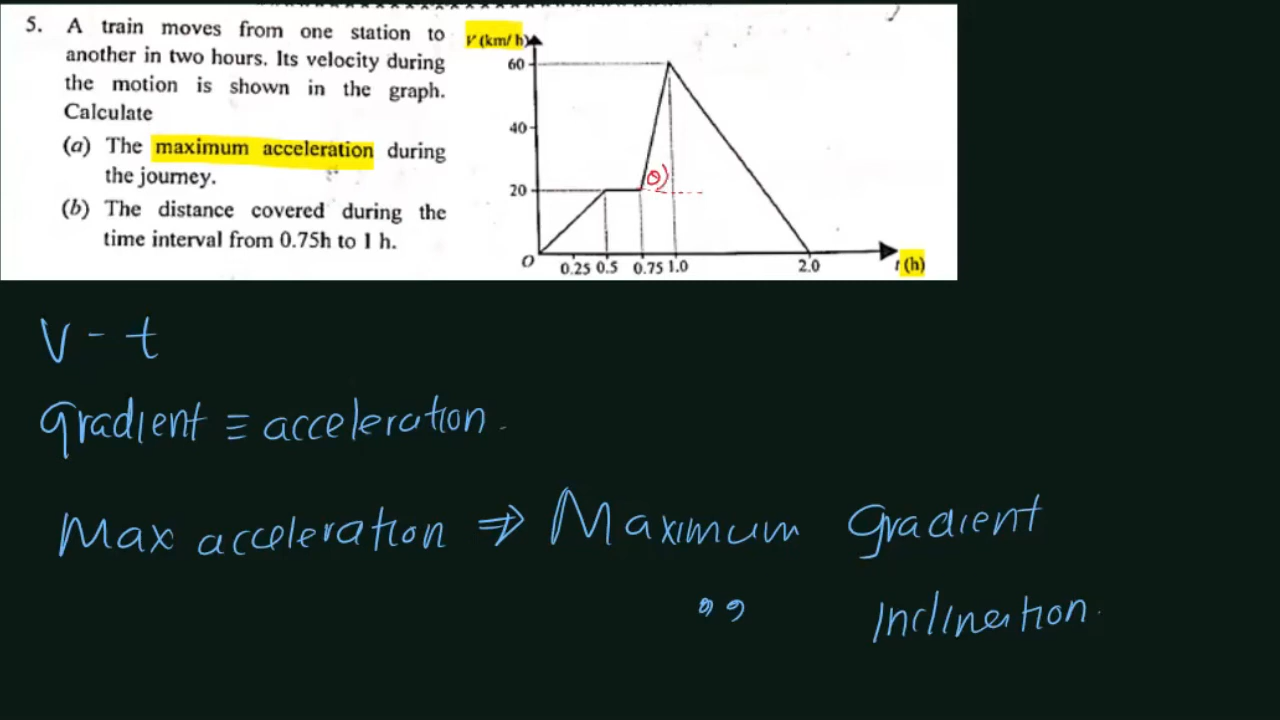 5. A train moves from one station to
another in two hours. Its velocity during
the motion is shown in the graph.
Calculate
(a) The maximum acceleration during
the journey.
(b) The distance covered during the
time interval from 0.75h to 1 h.
V (km/h)
60
40
20
θ
O 0.25 0.5 0.75 1.0 2.0 t (h)
V - t
Gradient ≡ acceleration.
Max acceleration ⇒ Maximum Gradient
,, Inclination.